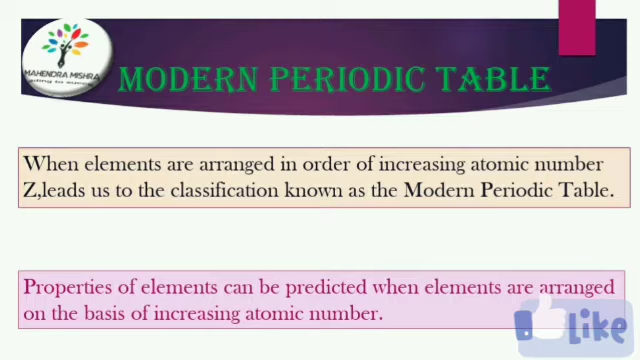 MAHENDRA MISHRA
MODERN PERIODIC TABLE
When elements are arranged in order of increasing atomic number
Z,leads us to the classification known as the Modern Periodic Table.
Properties of elements can be predicted when elements are arranged
on the basis of increasing atomic number.
Like